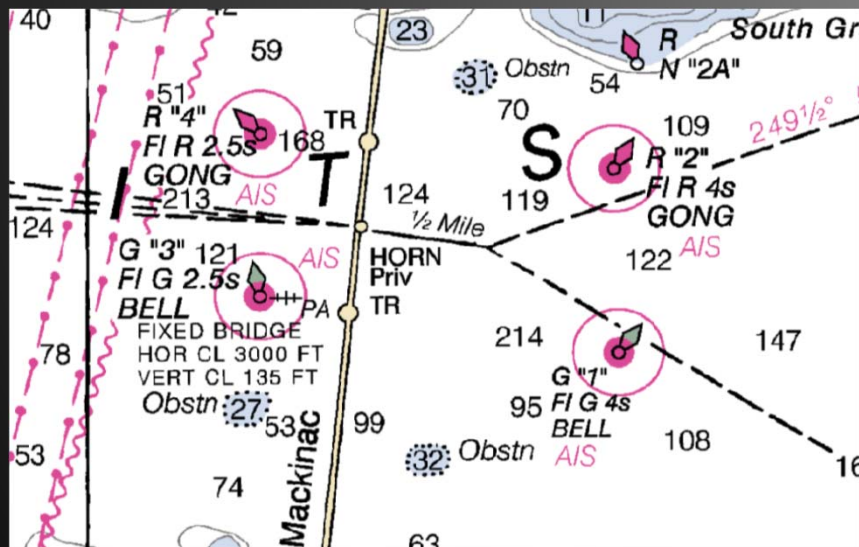 40
42
59
51
R "4"
Fl R 2.5s
GONG
168
AIS
213
TR
T
I
124
G "3"
121
Fl G 2.5s
BELL
AIS
PA
FIXED BRIDGE
HOR CL 3000 FT
VERT CL 135 FT
Obstn
27
53
78
53
74
Mackinac
99
TR
HORN
Priv
124
½ Mile
23
31
Obstn
11
54
R
N "2A"
South Gr
70
S
119
109
249½°
R "2"
Fl R 4s
GONG
AIS
122
214
147
G "1"
Fl G 4s
BELL
AIS
95
108
32
Obstn
63
16